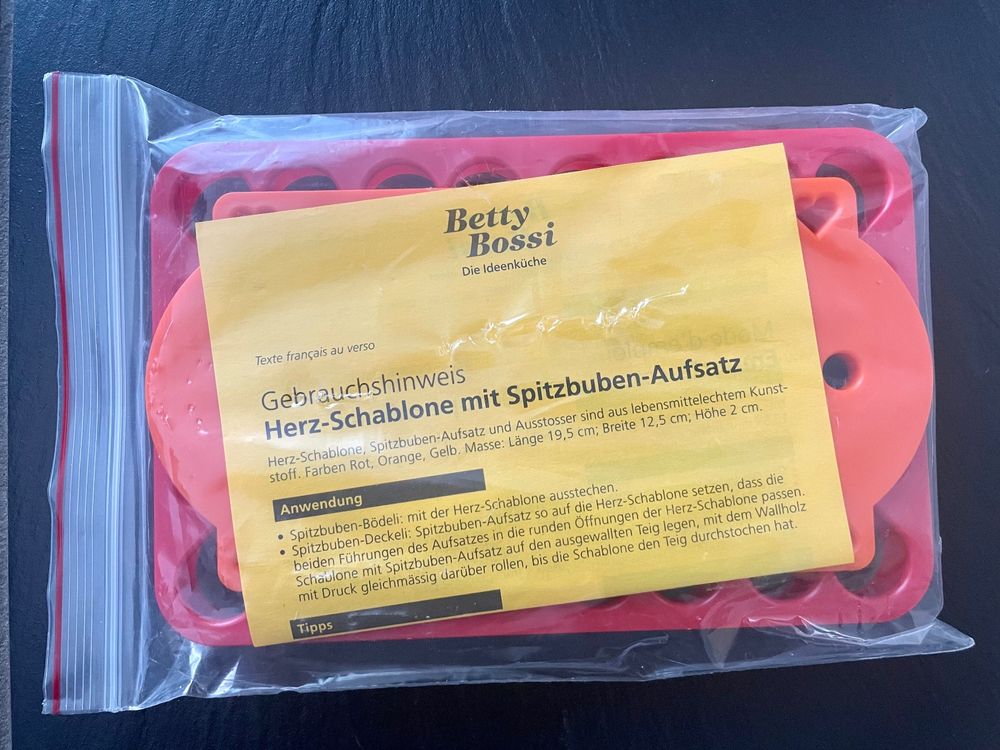 Betty
Bossi
Die Ideenküche
Texte français au verso
Gebrauchshinweis
Herz-Schablone mit Spitzbuben-Aufsatz
Herz-Schablone, Spitzbuben-Aufsatz und Ausstosser sind aus lebensmittelechtem Kunst-
stoff. Farben Rot, Orange, Gelb. Masse: Länge 19,5 cm; Breite 12,5 cm; Höhe 2 cm.
Anwendung
• Spitzbuben-Bödeli: mit der Herz-Schablone ausstechen.
• Spitzbuben-Deckeli: Spitzbuben-Aufsatz so auf die Herz-Schablone setzen, dass die
beiden Führungen des Aufsatzes in die runden Öffnungen der Herz-Schablone passen.
Schablone mit Spitzbuben-Aufsatz auf den ausgewallten Teig legen, mit dem Wallholz
mit Druck gleichmässig darüber rollen, bis die Schablone den Teig durchstochen hat.
Tipps